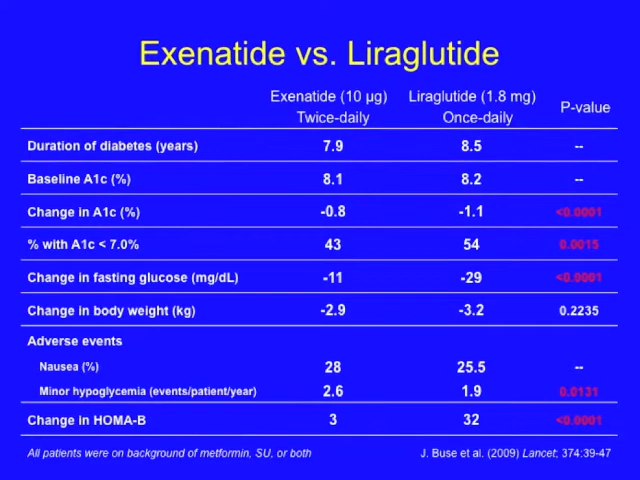 Exenatide vs. Liraglutide
Exenatide (10 µg) Liraglutide (1.8 mg) P-value
Twice-daily Once-daily
Duration of diabetes (years) 7.9 8.5 --
Baseline A1c (%) 8.1 8.2 --
Change in A1c (%) -0.8 -1.1 <0.0001
% with A1c < 7.0% 43 54 0.0015
Change in fasting glucose (mg/dL) -11 -29 <0.0001
Change in body weight (kg) -2.9 -3.2 0.2235
Adverse events
Nausea (%) 28 25.5 --
Minor hypoglycemia (events/patient/year) 2.6 1.9 0.0131
Change in HOMA-B 3 32 <0.0001
All patients were on background of metformin, SU, or both J. Buse et al. (2009) Lancet; 374:39-47